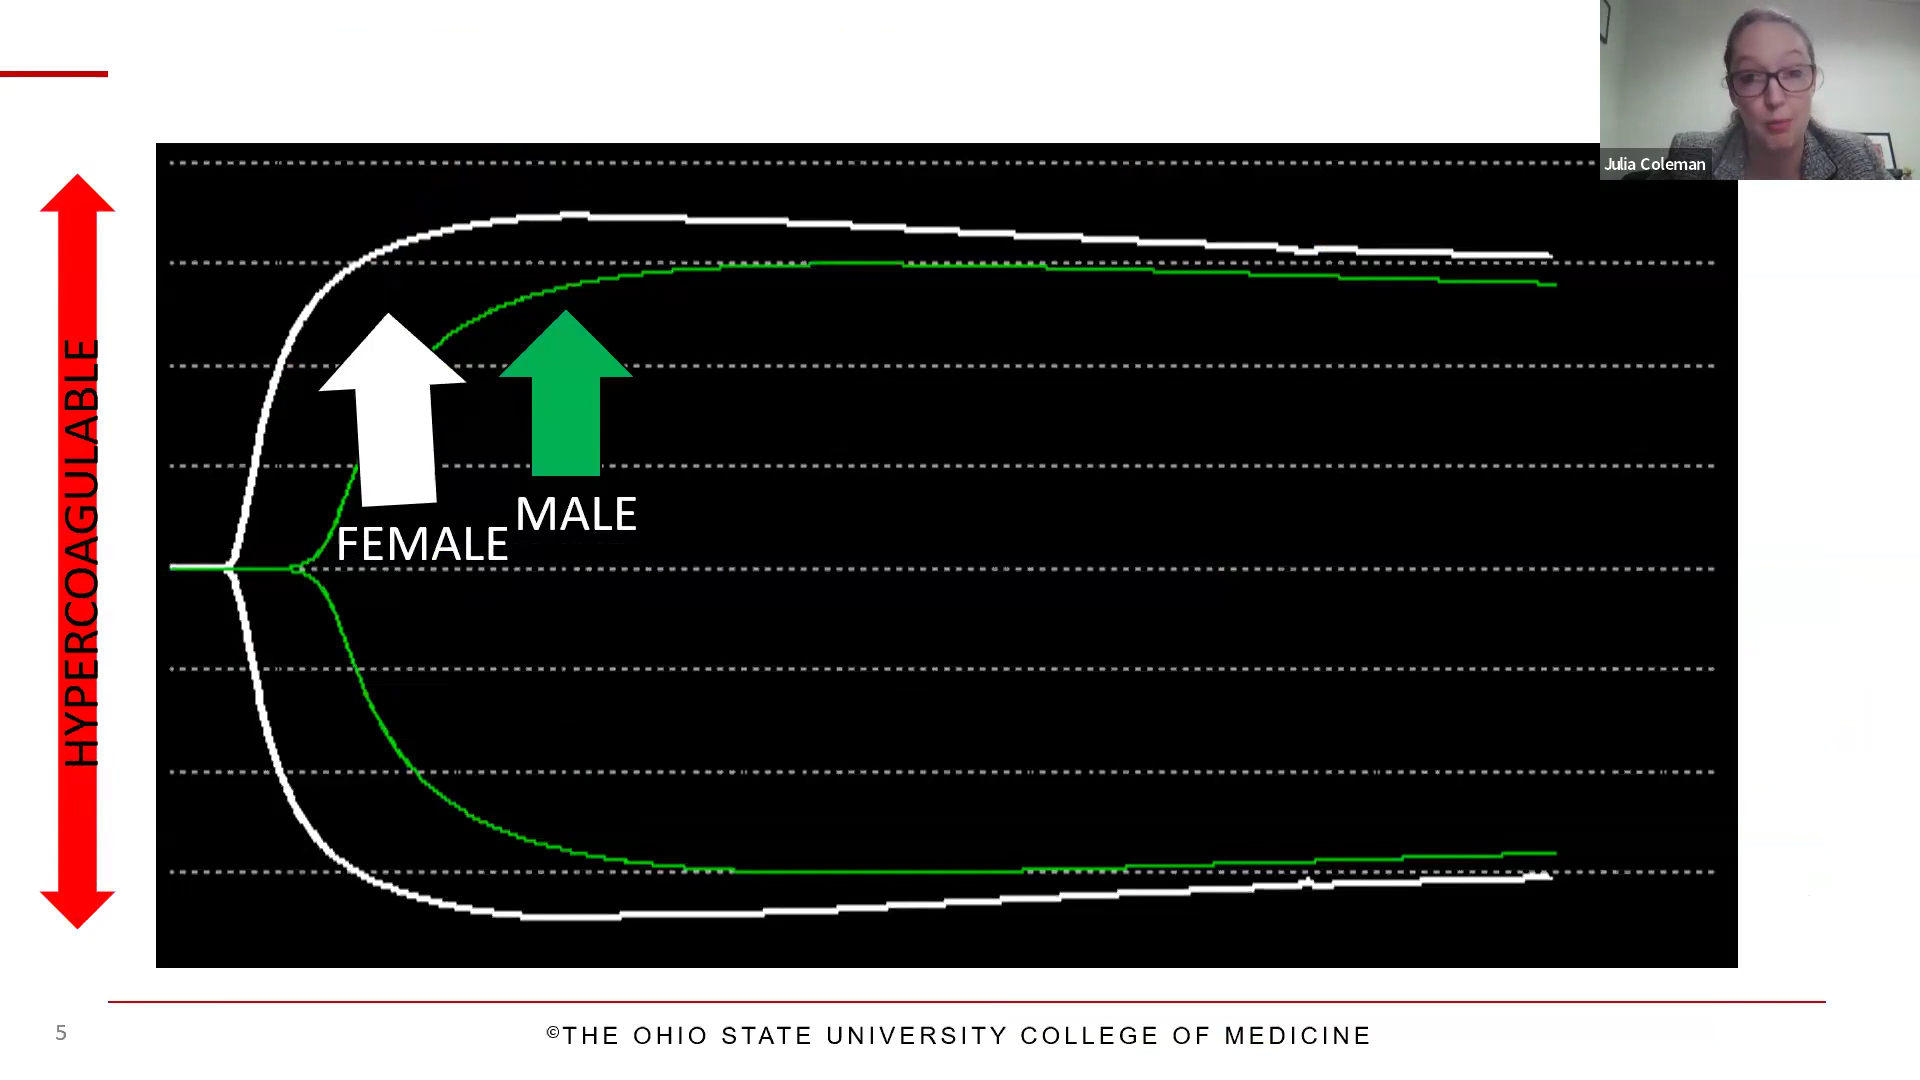 Julia Coleman
HYPERCOAGULABLE
MALE
FEMALE
5
©THE OHIO STATE UNIVERSITY COLLEGE OF MEDICINE